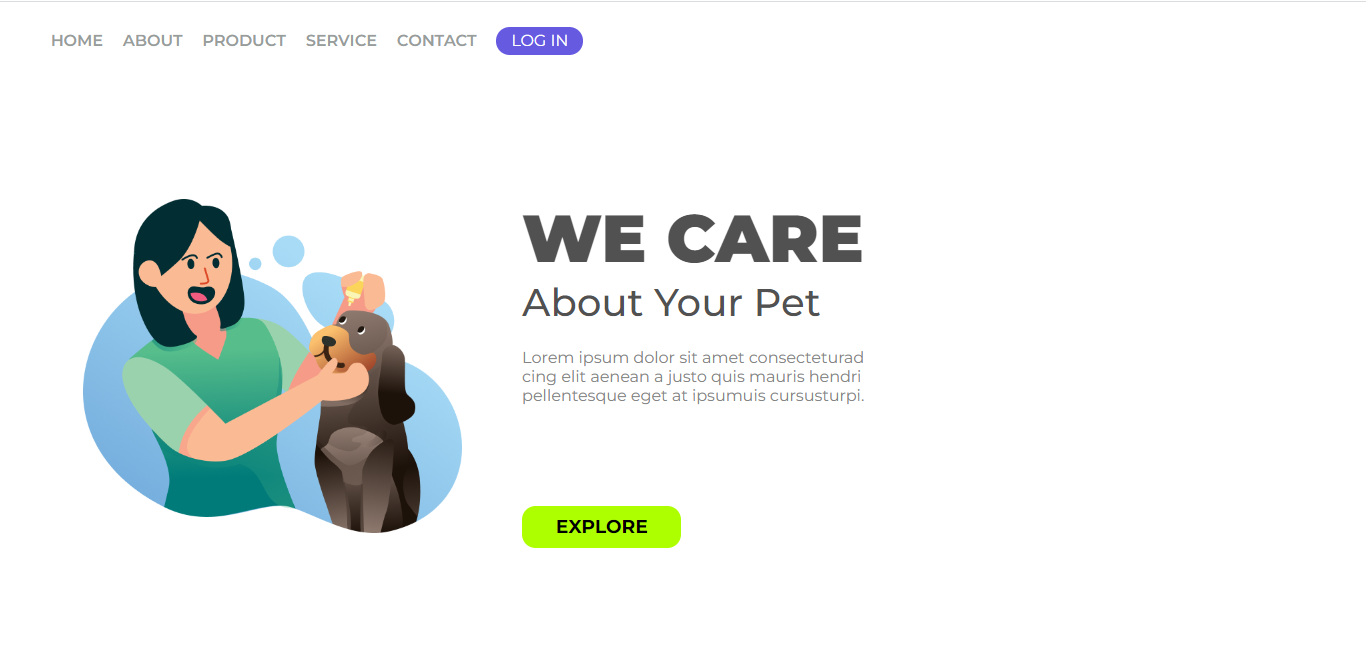 HOME ABOUT PRODUCT SERVICE CONTACT LOG IN
WE CARE
About Your Pet
Lorem ipsum dolor sit amet consecteturad
cing elit aenean a justo quis mauris hendri
pellentesque eget at ipsumuis cursusturpi.
EXPLORE